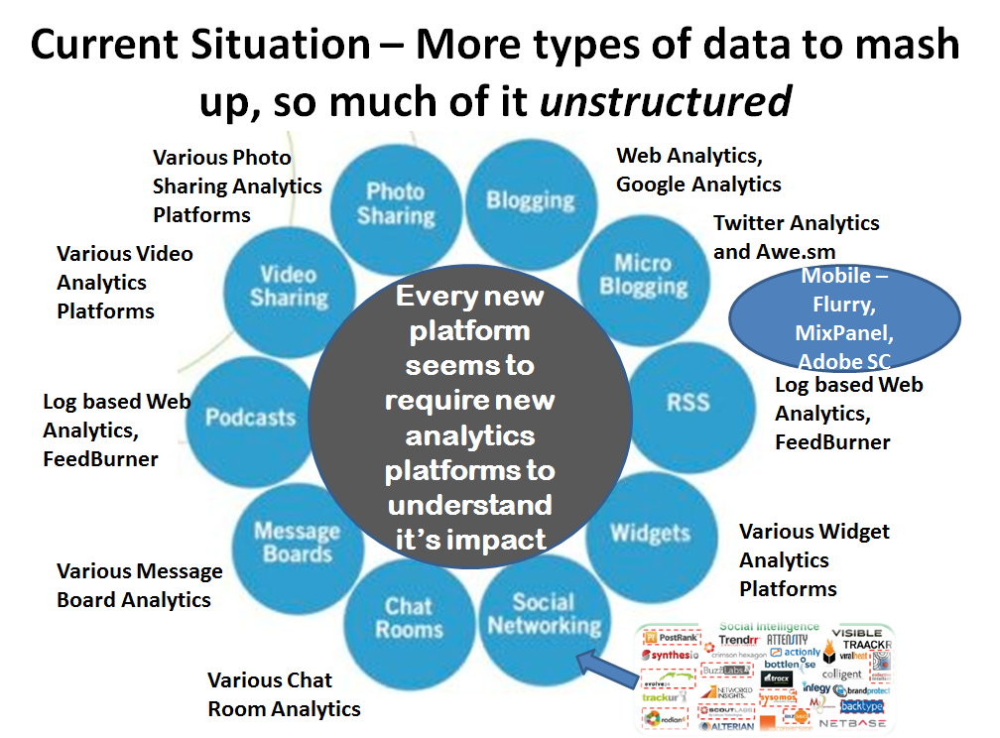 Current Situation – More types of data to mash
up, so much of it unstructured
Various Photo
Sharing Analytics
Platforms
Photo
Sharing
Blogging
Web Analytics,
Google Analytics
Twitter Analytics
and Awe.sm
Various Video
Analytics
Platforms
Video
Sharing
Micro
Blogging
Mobile –
Flurry,
MixPanel,
Adobe SC
Every new
platform
seems to
require new
analytics
platforms to
understand
it's impact
Log based Web
Analytics,
FeedBurner
Podcasts
RSS
Log based Web
Analytics,
FeedBurner
Message
Boards
Widgets
Various Widget
Analytics
Platforms
Various Message
Board Analytics
Chat
Rooms
Social
Networking
Various Chat
Room Analytics
Social Intelligence
PostRank
Trendrr
ATTENSITY
VISIBLE
TRAACKR
synthesio
crimson hexagon
actionly
viralheat
bottlenose
BuzzLabs
colligent
evolve24
tracx
NETWORKED
INSIGHTS
infegy
brandprotect
trackur
sysomos
SCOUTLABS
backtype
radian6
ALTERIAN
NETBASE